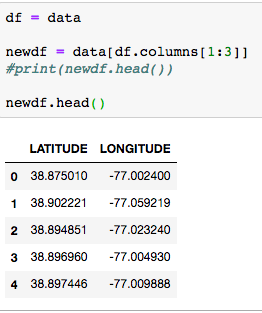 df = data
newdf = data[df.columns[1:3]]
#print(newdf.head())
newdf.head()
LATITUDE LONGITUDE
0 38.875010 -77.002400
1 38.902221 -77.059219
2 38.894851 -77.023240
3 38.896960 -77.004930
4 38.897446 -77.009888